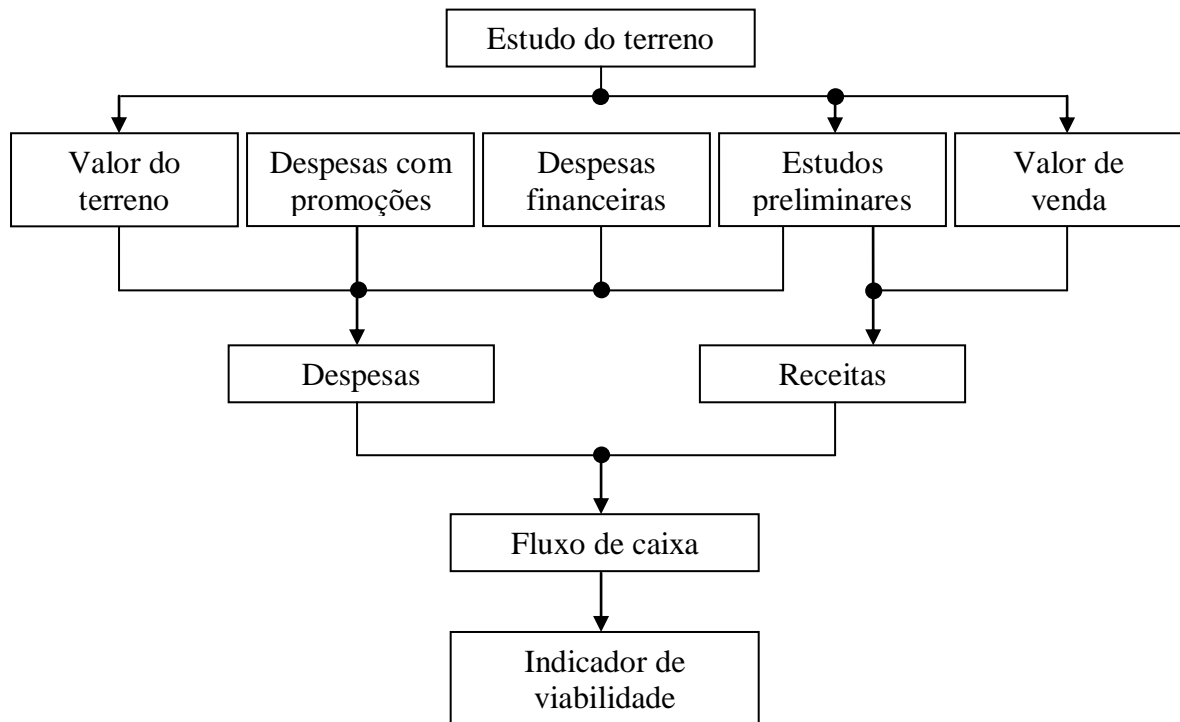 Estudo do terreno
Valor do
terreno
Despesas com
promoções
Despesas
financeiras
Estudos
preliminares
Valor de
venda
Despesas
Receitas
Fluxo de caixa
Indicador de
viabilidade